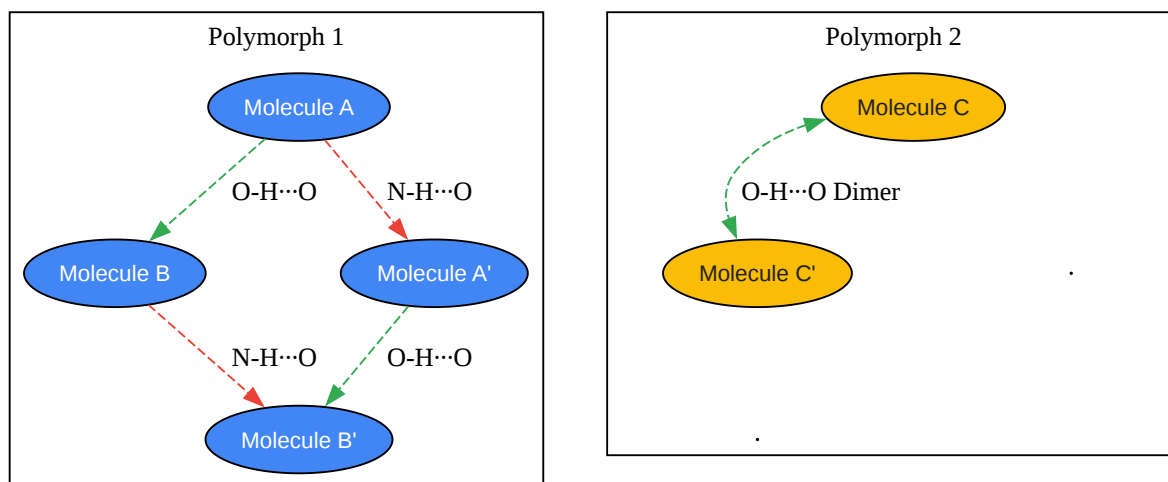 Polymorph 1
Molecule A
O-H···O
N-H···O
Molecule B
Molecule A'
N-H···O
O-H···O
Molecule B'
Polymorph 2
Molecule C
O-H···O Dimer
Molecule C'
.
.